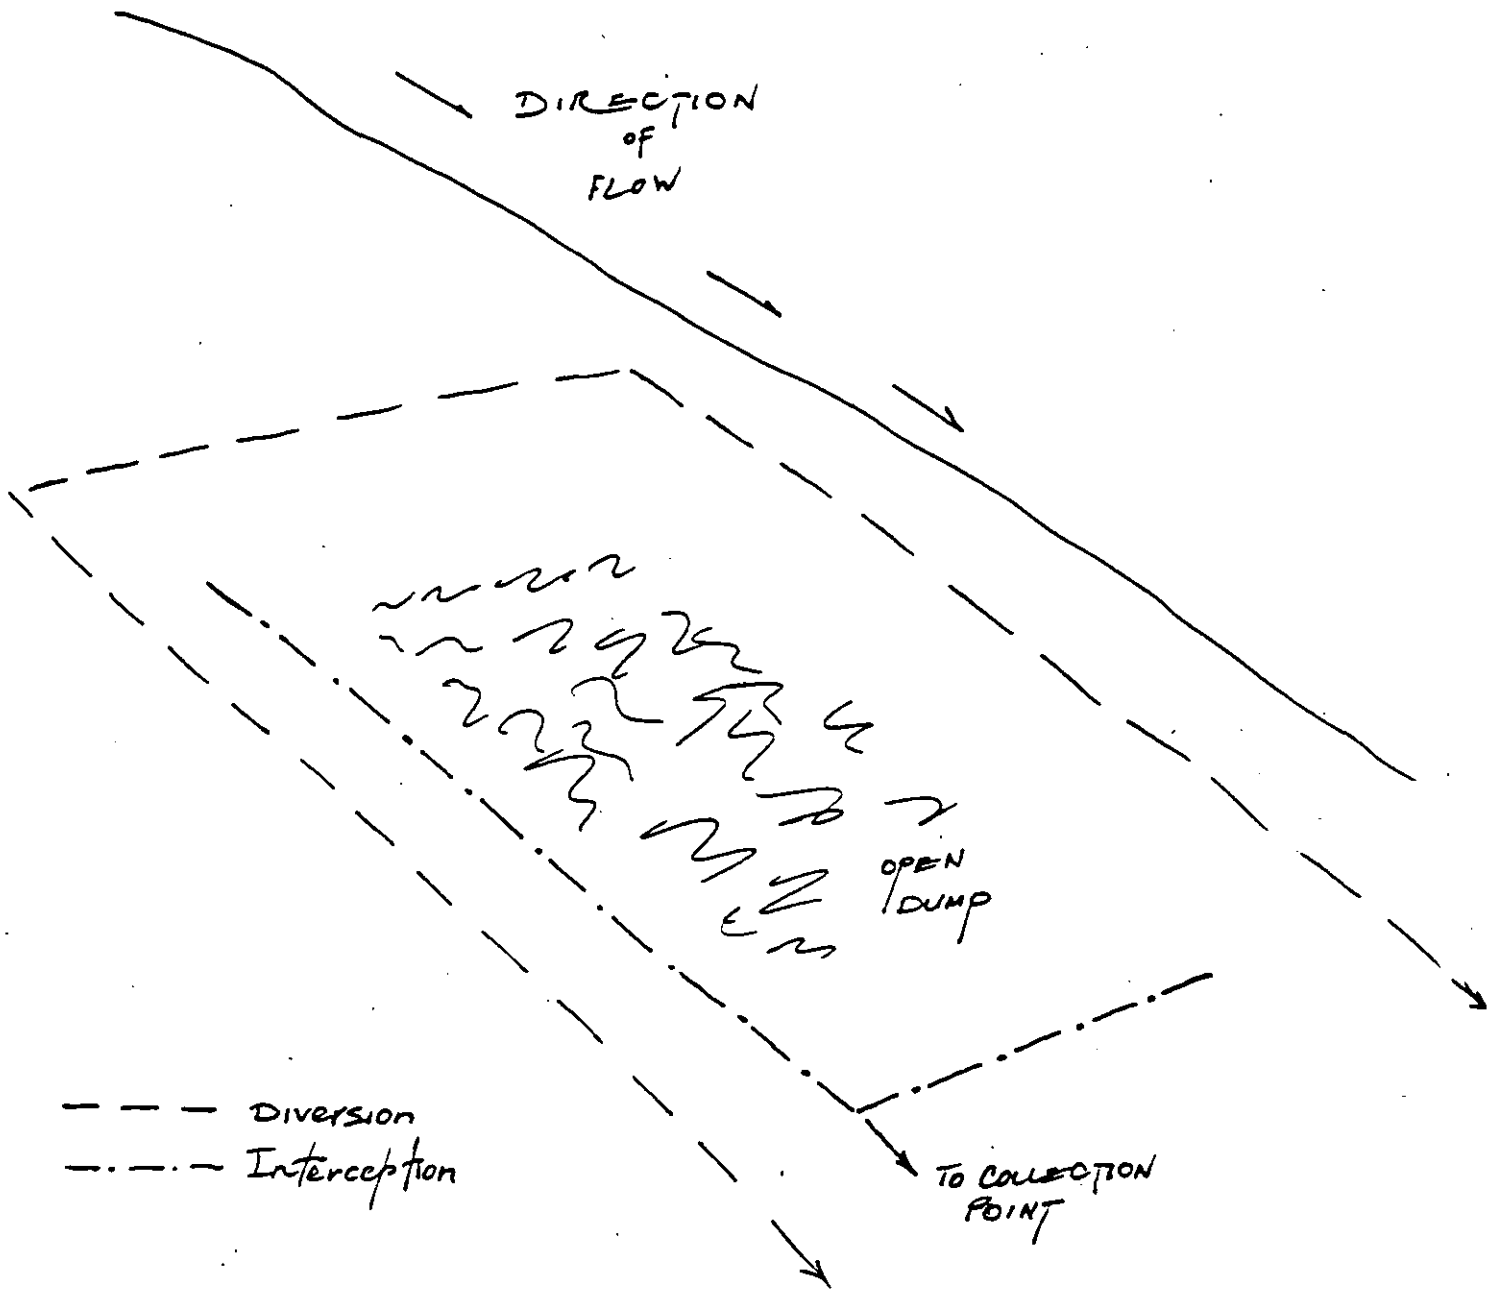 DIRECTION
OF
FLOW
OPEN
DUMP
Diversion
Interception
TO COLLECTION
POINT